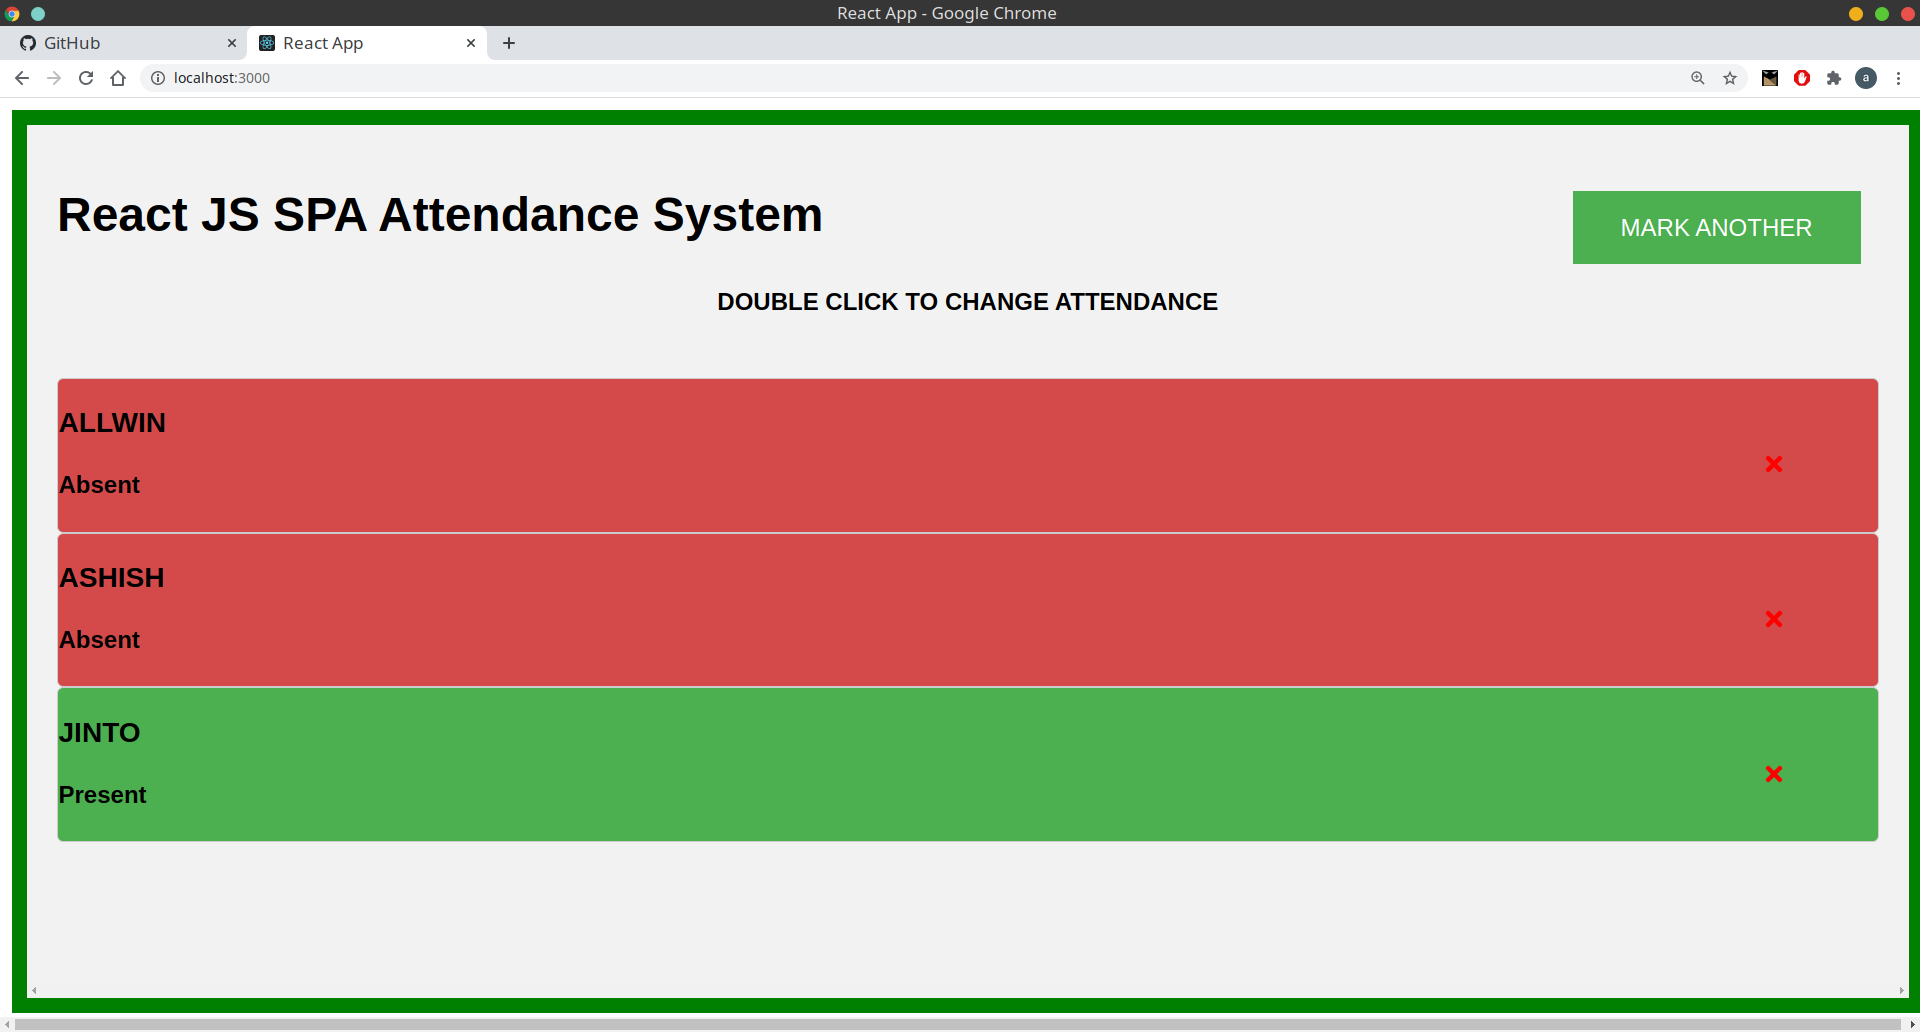 React App - Google Chrome
GitHub
React App
localhost:3000
a
React JS SPA Attendance System
MARK ANOTHER
DOUBLE CLICK TO CHANGE ATTENDANCE
ALLWIN
Absent
ASHISH
Absent
JINTO
Present